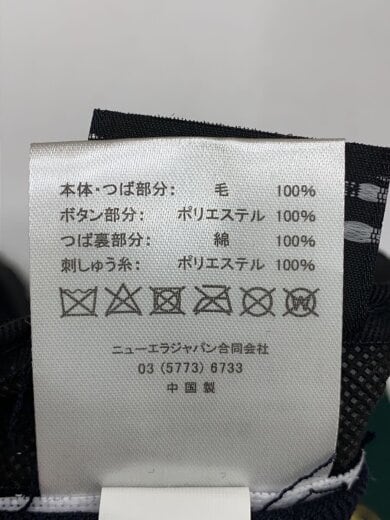 本体・つば部分: 毛 100%
ボタン部分: ポリエステル 100%
つば裏部分: 綿 100%
刺しゅう糸: ポリエステル 100%
W
ニューエラジャパン合同会社
03 (5773) 6733
中国製